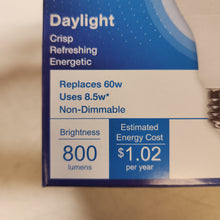 Daylight
Crisp
Refreshing
Energetic
Replaces 60w
Uses 8.5w*
Non-Dimmable
Brightness
800
lumens
Estimated
Energy Cost
$1.02
per year